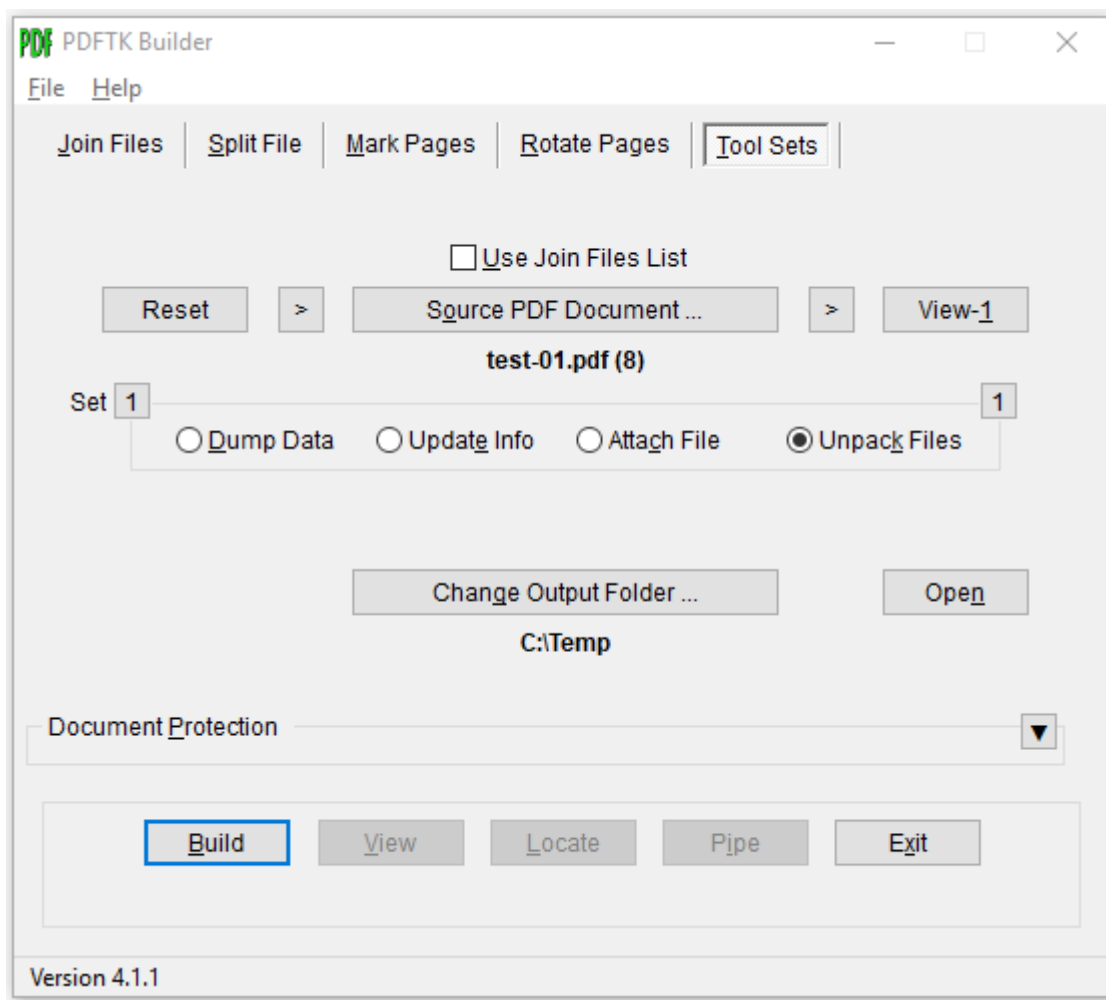 PDF PDFTK Builder
File Help
Join Files Split File Mark Pages Rotate Pages Tool Sets
Use Join Files List
Reset > Source PDF Document ... > View-1
test-01.pdf (8)
Set 1 1
Dump Data Update Info Attach File Unpack Files
Change Output Folder ... Open
C:\Temp
Document Protection ▼
Build View Locate Pipe Exit
Version 4.1.1